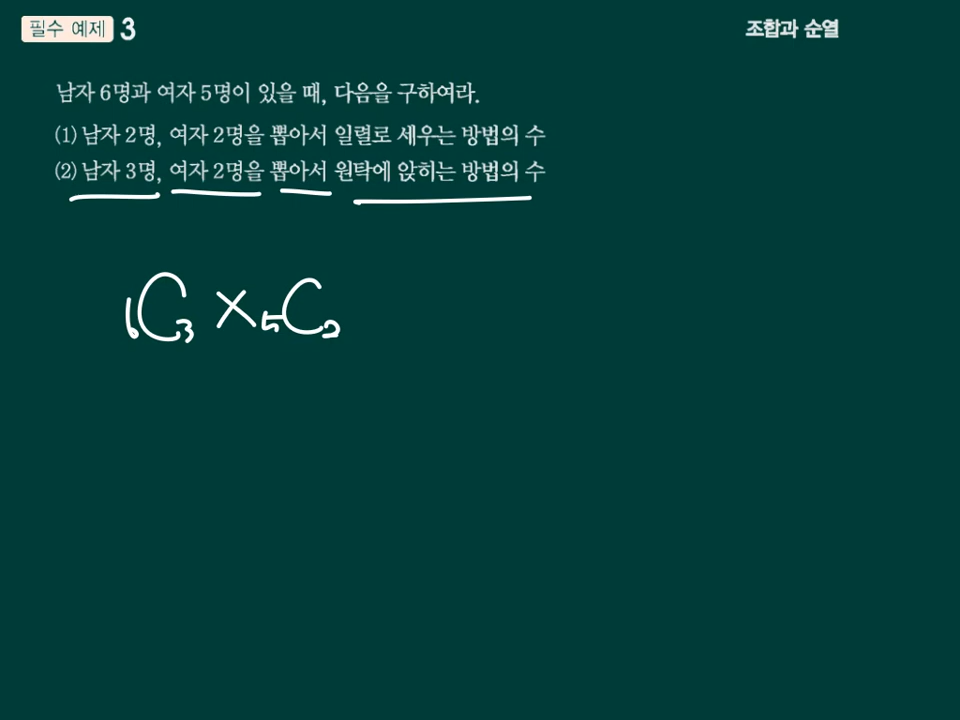 필수 예제 3
조합과 순열
남자 6명과 여자 5명이 있을 때, 다음을 구하여라.
(1) 남자 2명, 여자 2명을 뽑아서 일렬로 세우는 방법의 수
(2) 남자 3명, 여자 2명을 뽑아서 원탁에 앉히는 방법의 수
₆C₃ × ₅C₂